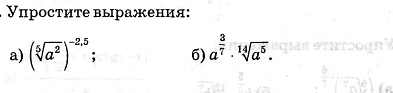 . Упростите выражения:
а) (⁵√a²)^−2,5; б) a^3/7 · ¹⁴√a⁵.